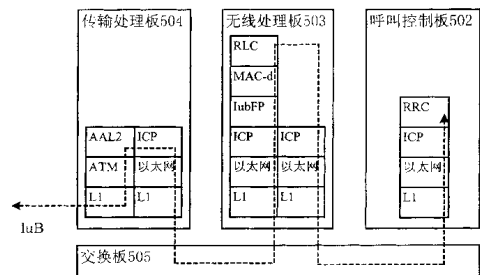 传输处理板504
无线处理板503
呼叫控制板502
RLC
MAC-d
IubFP
RRC
AAL2 ICP
ICP ICP
ICP
ATM 以太网
以太网 以太网
以太网
L1 L1
L1 L1
L1
IuB
交换板505